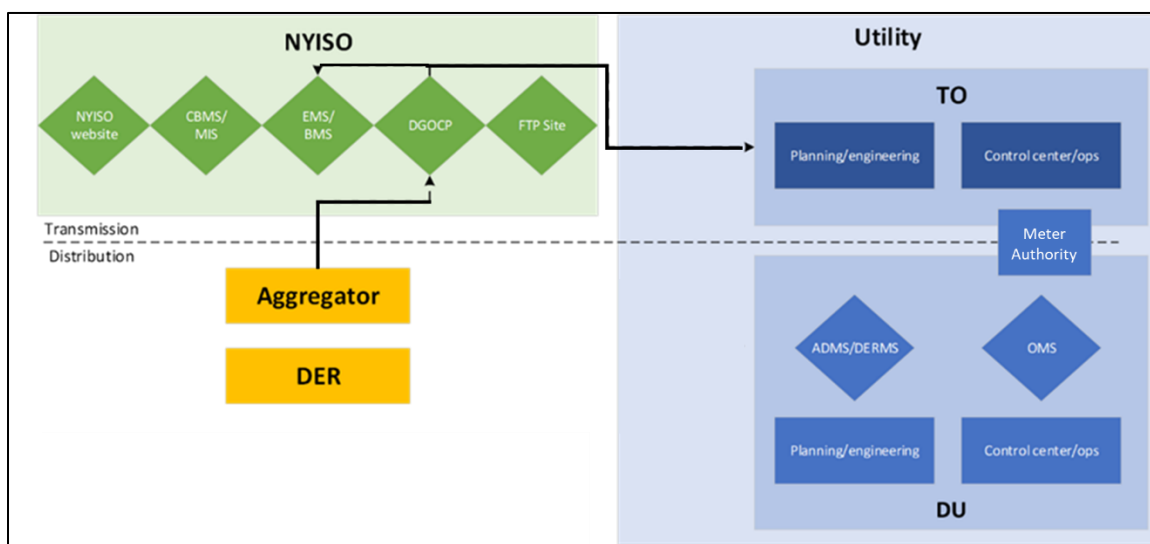 NYISO
Utility
NYISO
website
CBMS/
MIS
EMS/
BMS
DGOCP
FTP Site
TO
Planning/engineering
Control center/ops
Transmission
Distribution
Meter
Authority
Aggregator
DER
ADMS/DERMS
OMS
Planning/engineering
Control center/ops
DU